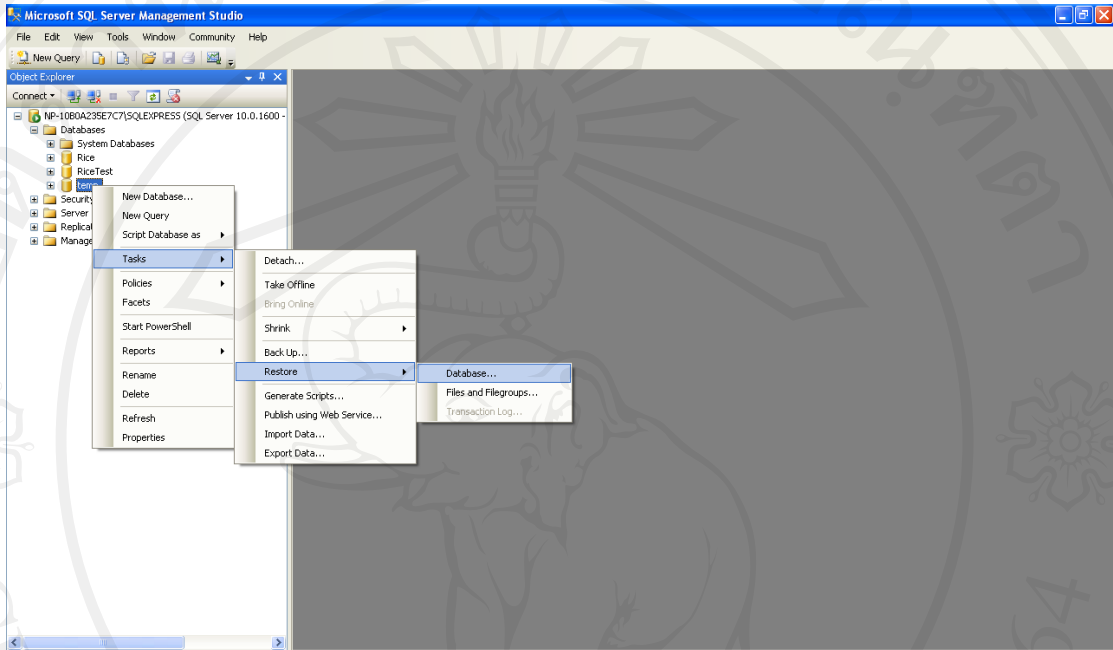 Microsoft SQL Server Management Studio
File Edit View Tools Window Community Help
New Query
Object Explorer
Connect
NP-10B0A235E7C7\SQLEXPRESS (SQL Server 10.0.1600 -
Databases
System Databases
Rice
RiceTest
temp
Security
Server
Replicat
Manage
New Database...
New Query
Script Database as
Tasks
Policies
Facets
Start PowerShell
Reports
Rename
Delete
Refresh
Properties
Detach...
Take Offline
Bring Online
Shrink
Back Up...
Restore
Generate Scripts...
Publish using Web Service...
Import Data...
Export Data...
Database...
Files and Filegroups...
Transaction Log...